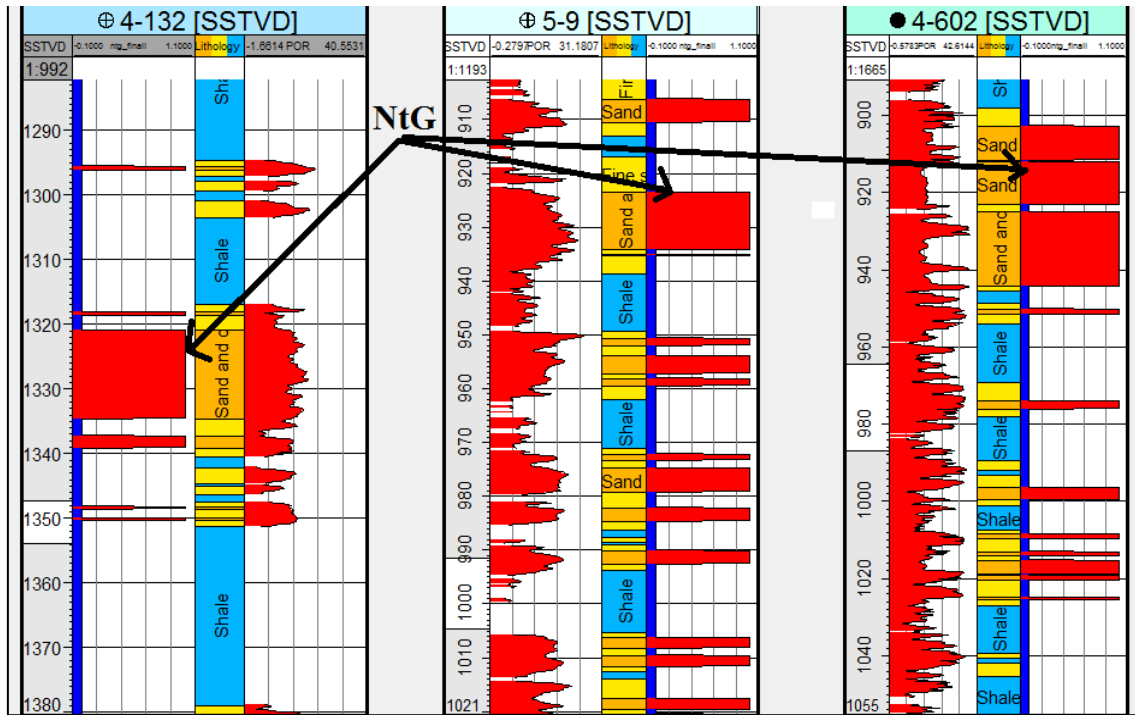 4-132 [SSTVD]
SSTVD -0.1000 ntg_finall 1.1000 Lithology -1.6614 POR 40.5531
1:992
Sh
1290
1300
1310
Shale
1320
Sand and c
1330
1340
1350
1360
Shale
1370
1380
NtG
5-9 [SSTVD]
SSTVD -0.2797 POR 31.1807 Lithology -0.1000 ntg_finall 1.1000
1:1193
Fin
910
Sand
920
Fine s
930
Sand a
940
Shale
950
960
970
Shale
980
Sand
990
1000
Shale
1010
1021
4-602 [SSTVD]
SSTVD -0.5783 POR 42.6144 Lithology -0.1000 ntg_finall 1.1000
1:1665
Sh
900
Sand
920
Sand
940
Sand and
960
Shale
980
1000
Shale
1020
Shale
1040
Shale
1055